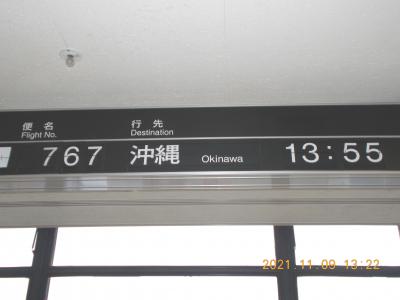 便名 行先
Flight No. Destination
767 沖縄 Okinawa 13:55
2021.11.09 13:22